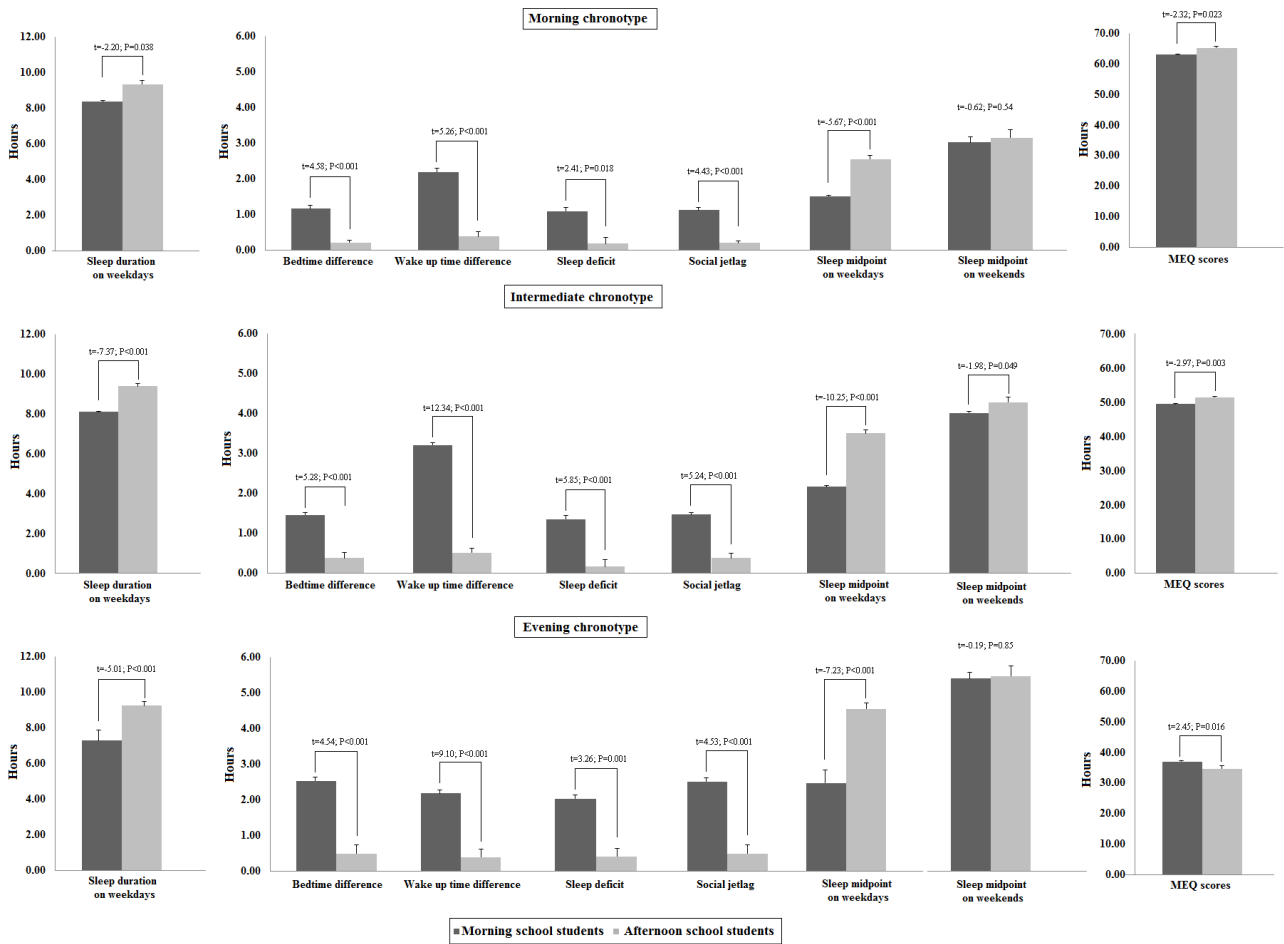 Morning chronotype
t=-2.20; P=0.038
12.00
10.00
8.00
6.00
4.00
2.00
0.00
Hours
Sleep duration
on weekdays
6.00
5.00
4.00
3.00
2.00
1.00
0.00
Hours
t=4.58; P<0.001
t=5.26; P<0.001
t=2.41; P=0.018
t=4.43; P<0.001
t=-5.67; P<0.001
t=-0.62; P=0.54
Bedtime difference
Wake up time difference
Sleep deficit
Social jetlag
Sleep midpoint
on weekdays
Sleep midpoint
on weekends
t=-2.32; P=0.023
70.00
60.00
50.00
40.00
30.00
20.00
10.00
0.00
Hours
MEQ scores
Intermediate chronotype
t=-7.37; P<0.001
12.00
10.00
8.00
6.00
4.00
2.00
0.00
Hours
Sleep duration
on weekdays
6.00
5.00
4.00
3.00
2.00
1.00
0.00
Hours
t=5.28; P<0.001
t=12.34; P<0.001
t=5.85; P<0.001
t=5.24; P<0.001
t=-10.25; P<0.001
t=-1.98; P=0.049
Bedtime difference
Wake up time difference
Sleep deficit
Social jetlag
Sleep midpoint
on weekdays
Sleep midpoint
on weekends
t=-2.97; P=0.003
70.00
60.00
50.00
40.00
30.00
20.00
10.00
0.00
Hours
MEQ scores
Evening chronotype
t=-5.01; P<0.001
12.00
10.00
8.00
6.00
4.00
2.00
0.00
Hours
Sleep duration
on weekdays
6.00
5.00
4.00
3.00
2.00
1.00
0.00
Hours
t=4.54; P<0.001
t=9.10; P<0.001
t=3.26; P=0.001
t=4.53; P<0.001
t=-7.23; P<0.001
t=-0.19; P=0.85
Bedtime difference
Wake up time difference
Sleep deficit
Social jetlag
Sleep midpoint
on weekdays
Sleep midpoint
on weekends
t=2.45; P=0.016
70.00
60.00
50.00
40.00
30.00
20.00
10.00
0.00
Hours
MEQ scores
Morning school students
Afternoon school students